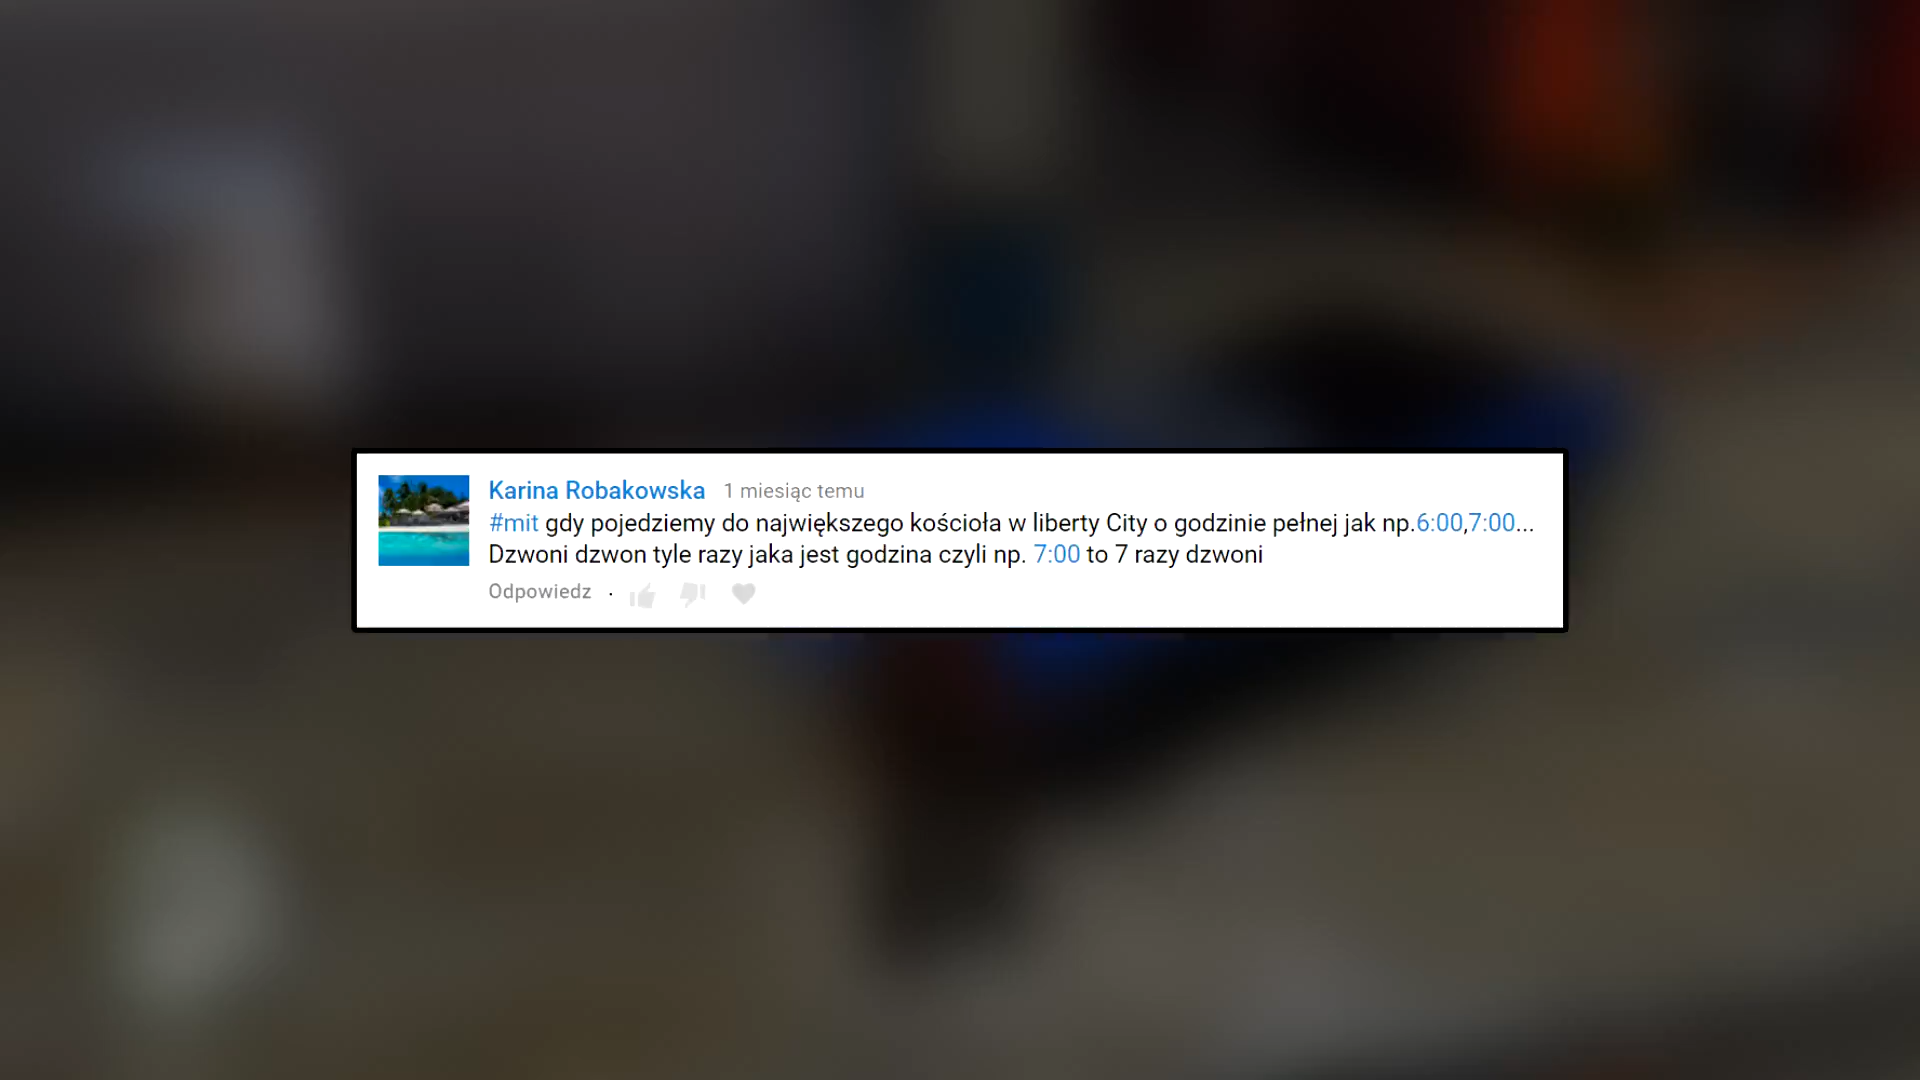 Karina Robakowska 1 miesiąc temu
#mit gdy pojedziemy do największego kościoła w liberty City o godzinie pełnej jak np.6:00,7:00...
Dzwoni dzwon tyle razy jaka jest godzina czyli np. 7:00 to 7 razy dzwoni
Odpowiedz ·